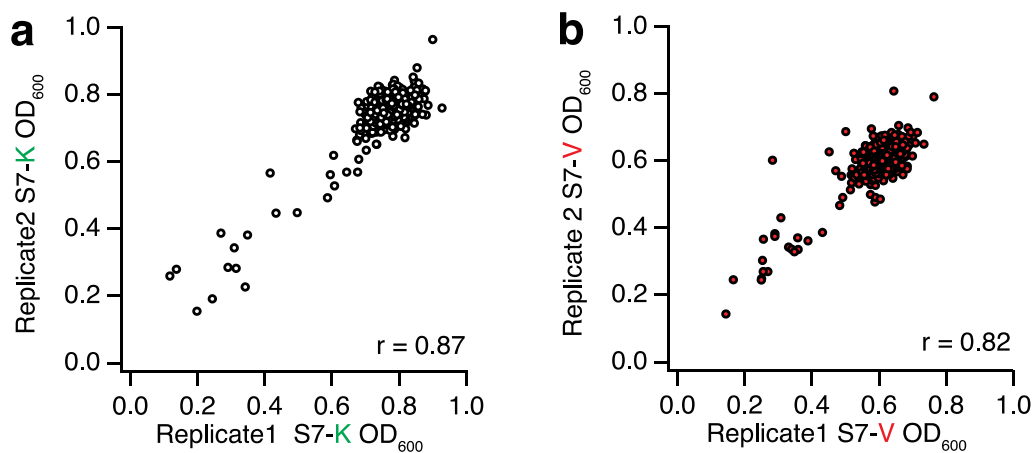 a
1.0
0.8
0.6
0.4
0.2
0.0
Replicate2 S7-K OD600
r = 0.87
0.0 0.2 0.4 0.6 0.8 1.0
Replicate1 S7-K OD600
b
1.0
0.8
0.6
0.4
0.2
0.0
Replicate 2 S7-V OD600
r = 0.82
0.0 0.2 0.4 0.6 0.8 1.0
Replicate1 S7-V OD600